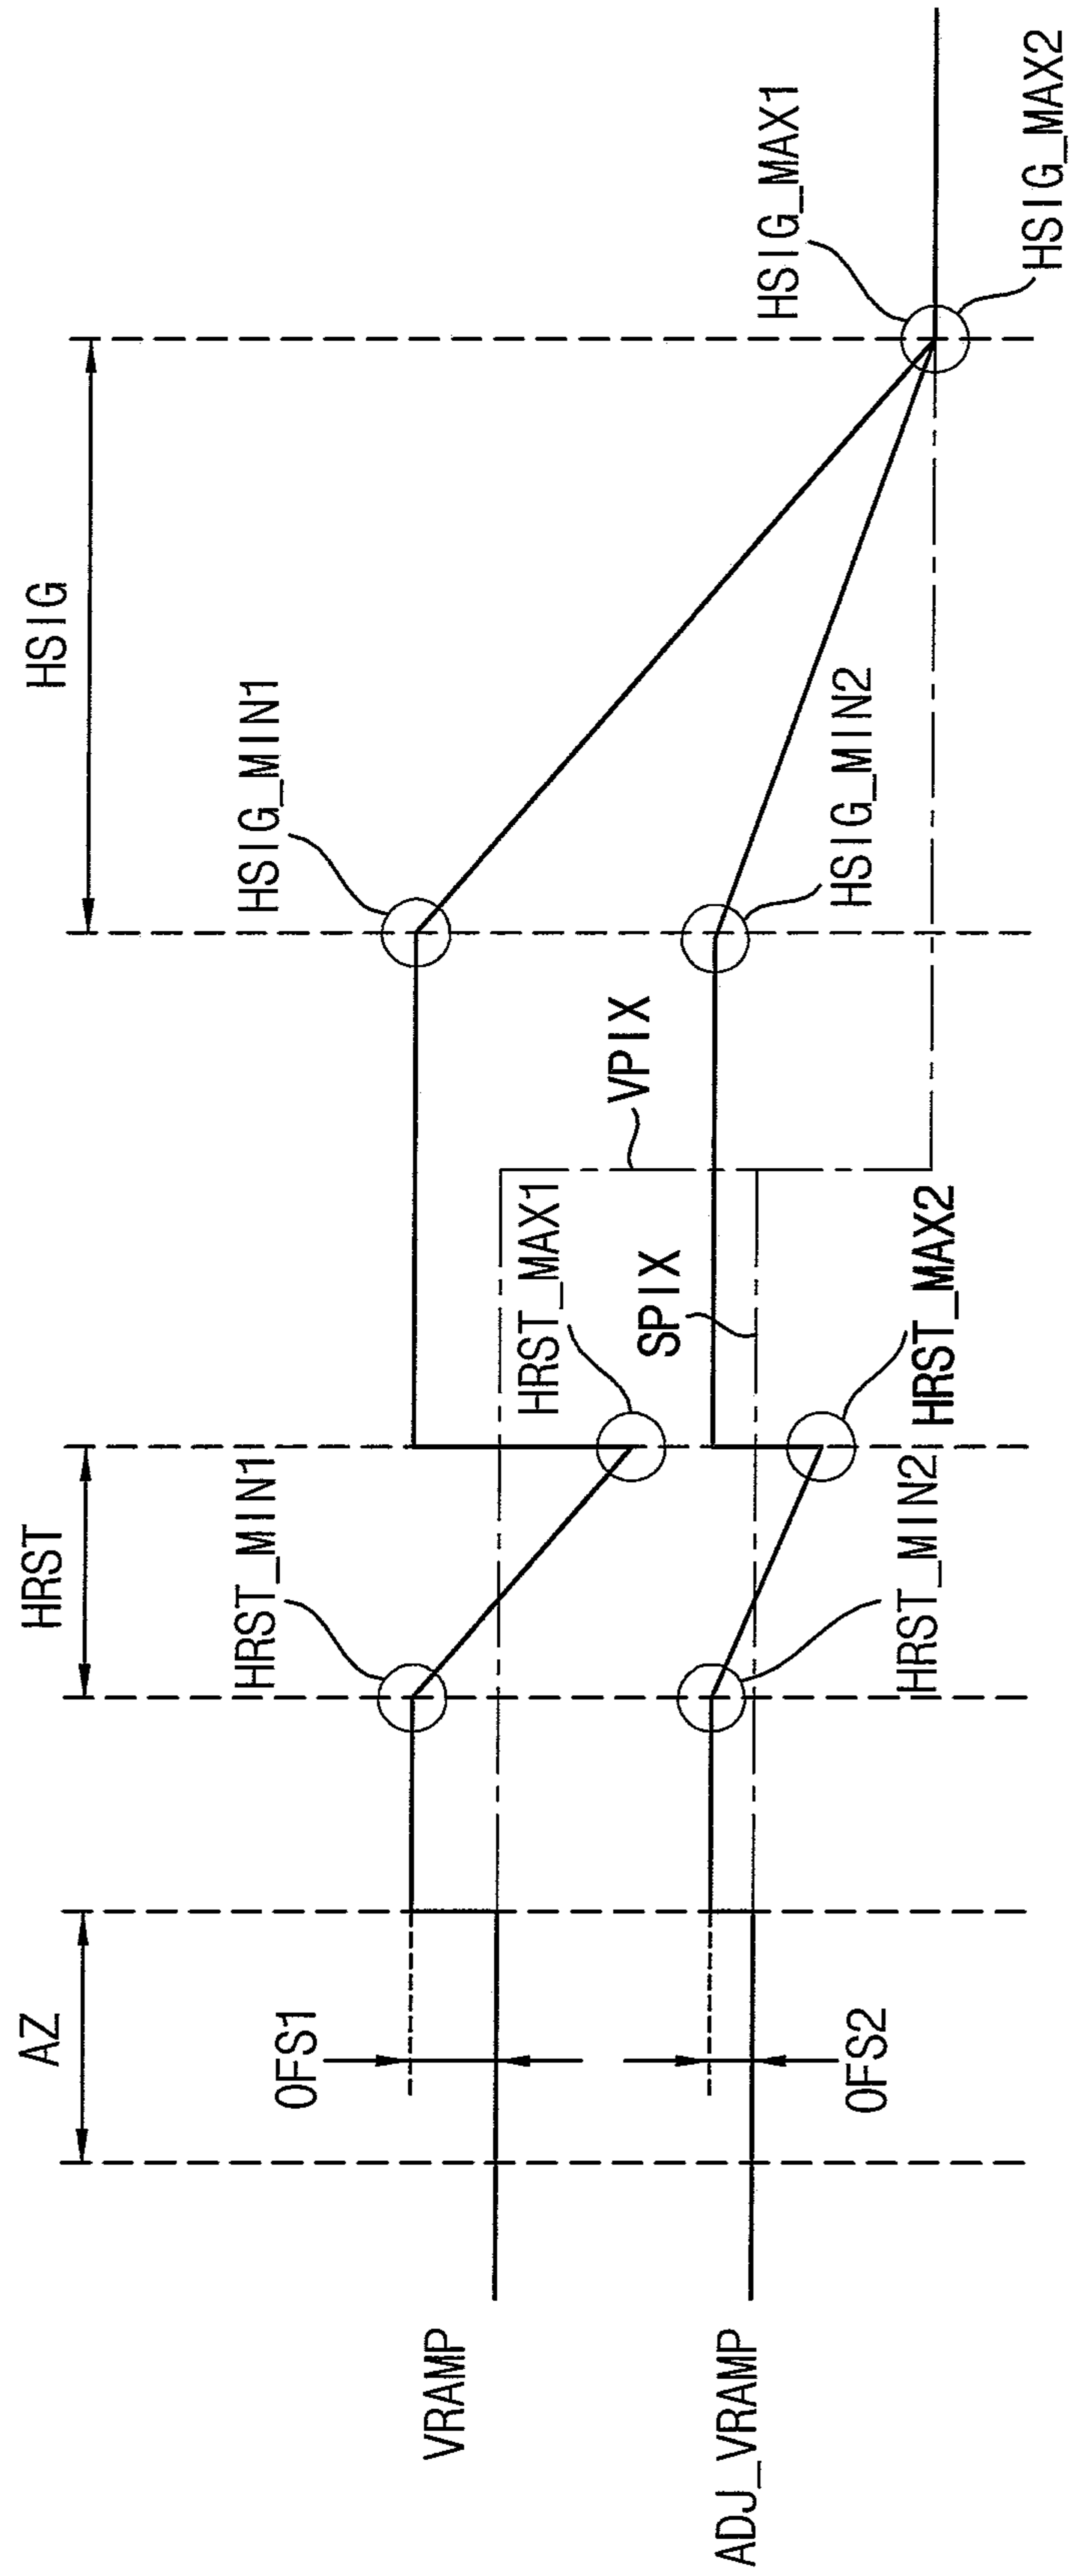 AZ
HRST
HSIG
OFS1
HRST_MIN1
HSIG_MIN1
VRAMP
HRST_MAX1
VPIX
HSIG_MAX1
SPIX
ADJ_VRAMP
OFS2
HRST_MIN2
HRST_MAX2
HSIG_MIN2
HSIG_MAX2